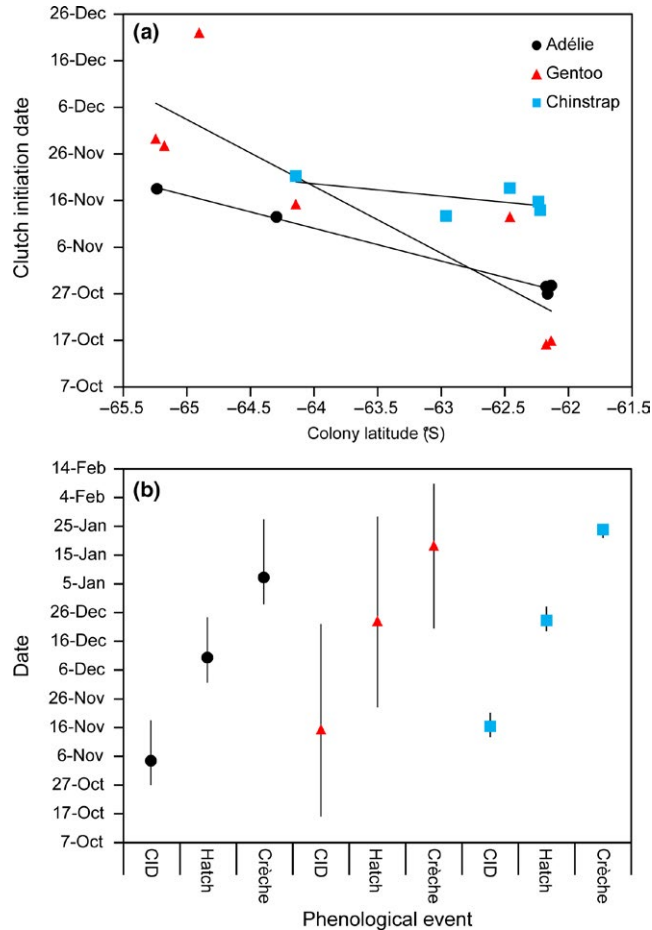 (a)
Adélie
Gentoo
Chinstrap
Clutch initiation date
26-Dec
16-Dec
6-Dec
26-Nov
16-Nov
6-Nov
27-Oct
17-Oct
7-Oct
−65.5 −65 −64.5 −64 −63.5 −63 −62.5 −62 −61.5
Colony latitude (°S)
(b)
Date
14-Feb
4-Feb
25-Jan
15-Jan
5-Jan
26-Dec
16-Dec
6-Dec
26-Nov
16-Nov
6-Nov
27-Oct
17-Oct
7-Oct
CID Hatch Crèche CID Hatch Crèche CID Hatch Crèche
Phenological event